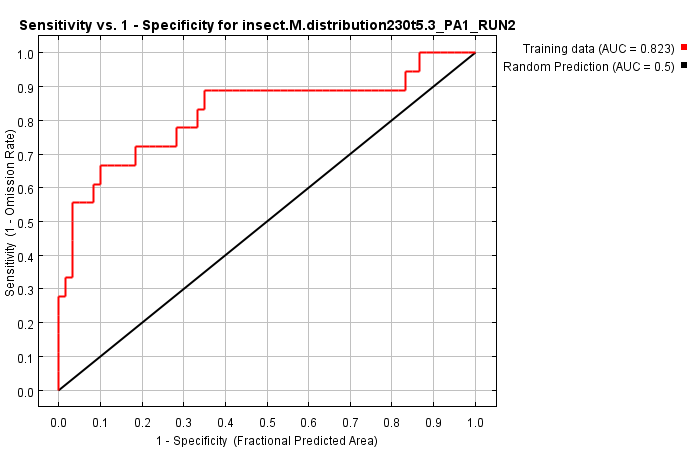 Sensitivity vs. 1 - Specificity for insect.M.distribution230t5.3_PA1_RUN2
Training data (AUC = 0.823)
Random Prediction (AUC = 0.5)
Sensitivity (1 - Omission Rate)
1.0
0.9
0.8
0.7
0.6
0.5
0.4
0.3
0.2
0.1
0.0
0.0 0.1 0.2 0.3 0.4 0.5 0.6 0.7 0.8 0.9 1.0
1 - Specificity (Fractional Predicted Area)